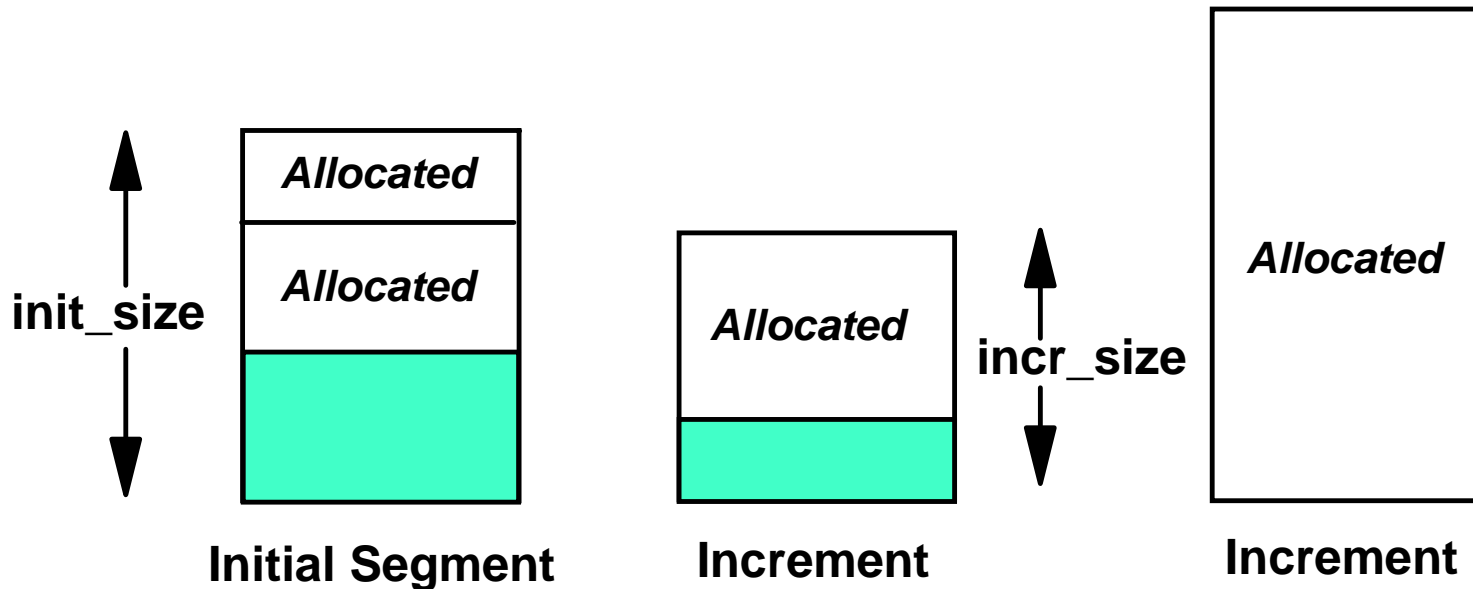 Allocated
Allocated
init_size
Initial Segment
Allocated
incr_size
Increment
Allocated
Increment